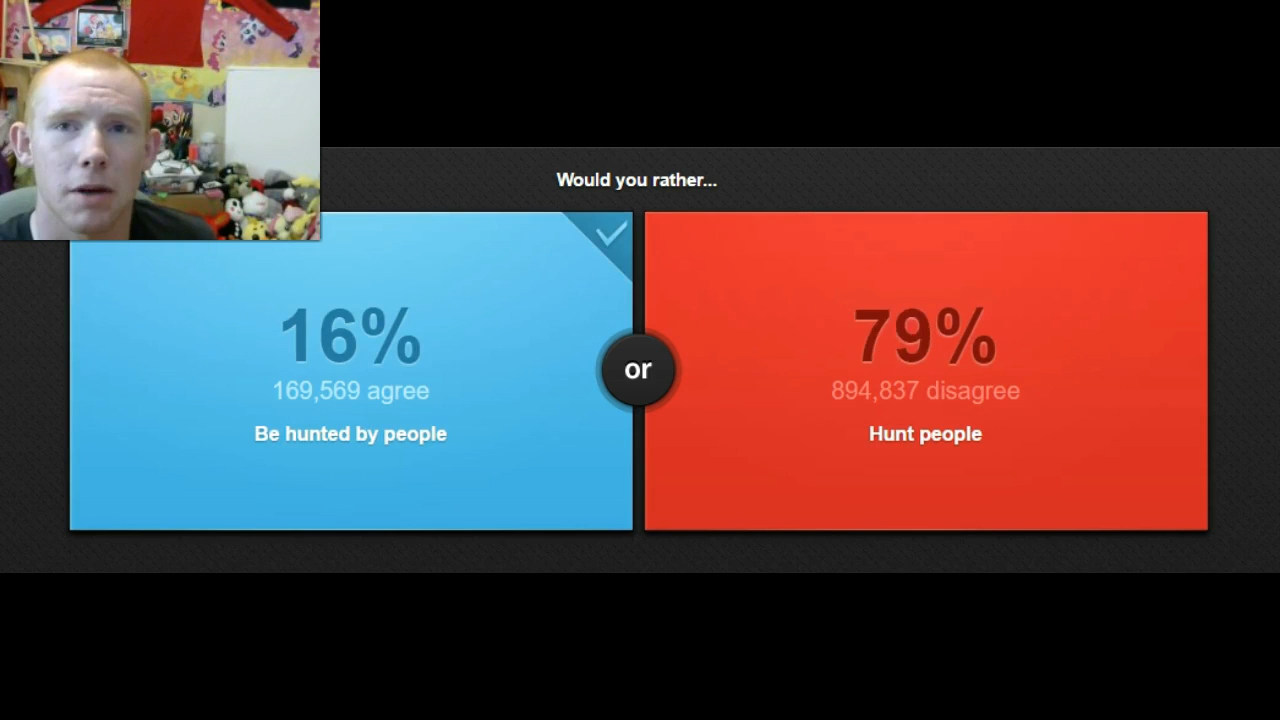 Would you rather...
16%
169,569 agree
Be hunted by people
or
79%
894,837 disagree
Hunt people